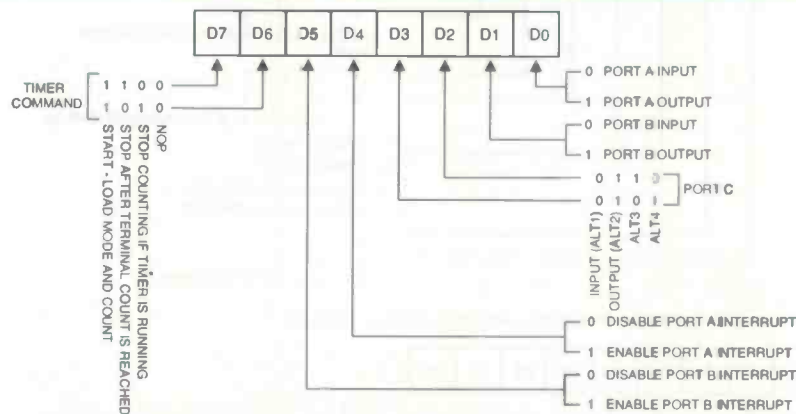 D7 D6 D5 D4 D3 D2 D1 D0
TIMER
COMMAND
1 1 0 0
1 0 1 0
START - LOAD MODE AND COUNT
STOP AFTER TERMINAL COUNT IS REACHED
STOP COUNTING IF TIMER IS RUNNING
NOP
0 PORT A INPUT
1 PORT A OUTPUT
0 PORT B INPUT
1 PORT B OUTPUT
0 1 1 0
0 1 0 1
PORT C
INPUT (ALT1)
OUTPUT (ALT2)
ALT3
ALT4
0 DISABLE PORT A INTERRUPT
1 ENABLE PORT A INTERRUPT
0 DISABLE PORT B INTERRUPT
1 ENABLE PORT B INTERRUPT